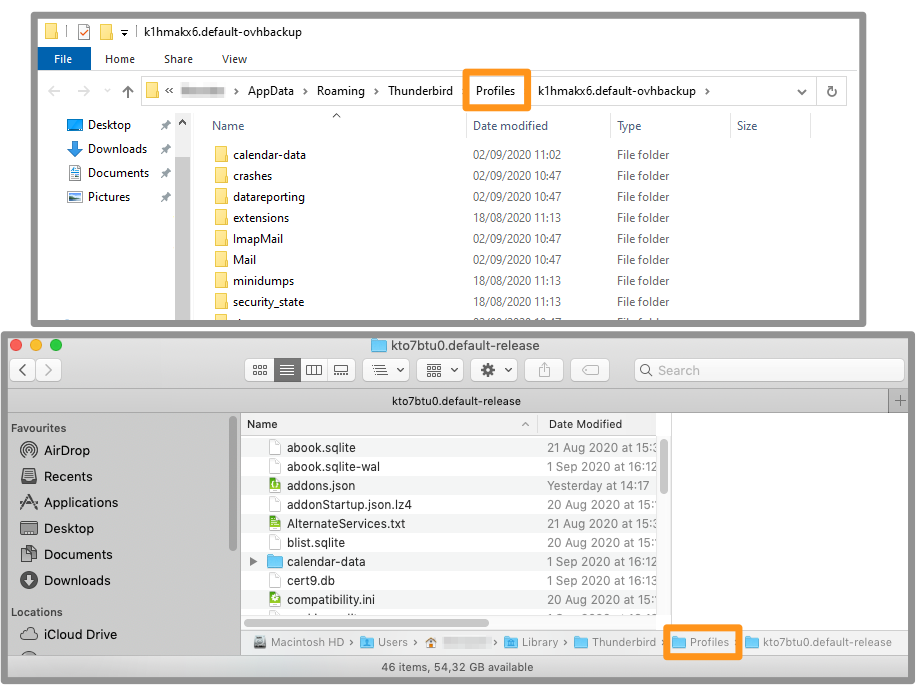 k1hmakx6.default-ovhbackup
File Home Share View
« AppData › Roaming › Thunderbird Profiles k1hmakx6.default-ovhbackup ›
Name Date modified Type Size
Desktop
Downloads
Documents
Pictures
calendar-data 02/09/2020 11:02 File folder
crashes 02/09/2020 10:47 File folder
datareporting 02/09/2020 10:47 File folder
extensions 18/08/2020 11:13 File folder
ImapMail 02/09/2020 10:47 File folder
Mail 02/09/2020 10:47 File folder
minidumps 18/08/2020 11:13 File folder
security_state 18/08/2020 11:13 File folder
kto7btu0.default-release
Search
kto7btu0.default-release
Favourites
AirDrop
Recents
Applications
Desktop
Documents
Downloads
Locations
iCloud Drive
Name Date Modified
abook.sqlite 21 Aug 2020 at 15:3
abook.sqlite-wal 1 Sep 2020 at 16:12
addons.json Yesterday at 14:17
addonStartup.json.lz4 20 Aug 2020 at 15:
AlternateServices.txt 21 Aug 2020 at 15:3
blist.sqlite 20 Aug 2020 at 15:
calendar-data 1 Sep 2020 at 16:12
cert9.db 1 Sep 2020 at 16:13
compatibility.ini 20 Aug 2020 at 15:
Macintosh HD › Users › Library › Thunderbird › Profiles kto7btu0.default-release
46 items, 54,32 GB available